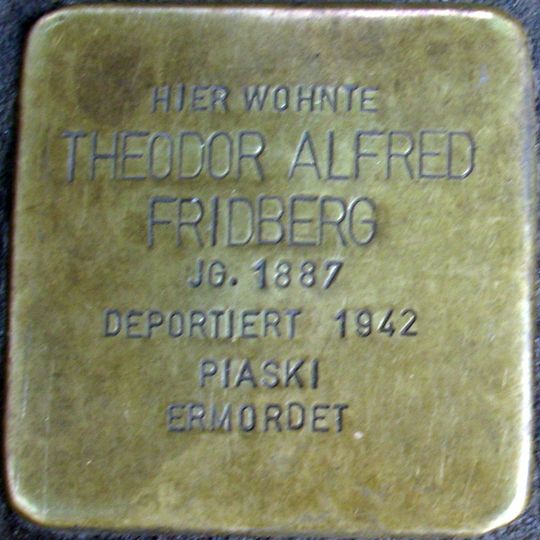 HIER WOHNTE
THEODOR ALFRED
FRIDBERG
JG. 1887
DEPORTIERT 1942
PIASKI
ERMORDET